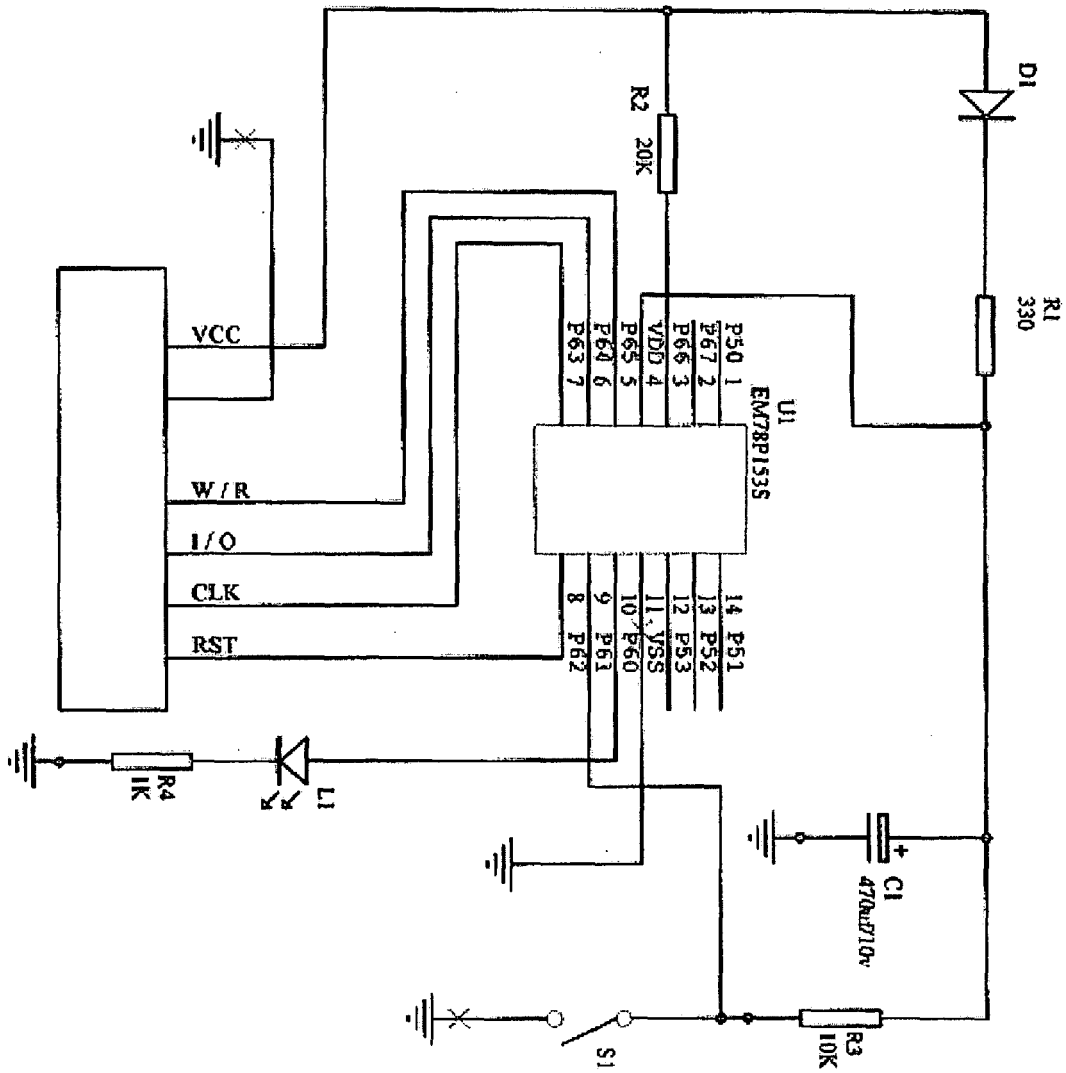 D1
R1
330
R2
20K
U1
EM78P153S
P50 1
P67 2
P66 3
VDD 4
P65 5
P64 6
P63 7
14 P51
13 P52
12 P53
11 VSS
10 P60
9 P61
8 P62
VCC
W / R
I / O
CLK
RST
L1
R4
1K
C1
+
470uf/10v
S1
R3
10K